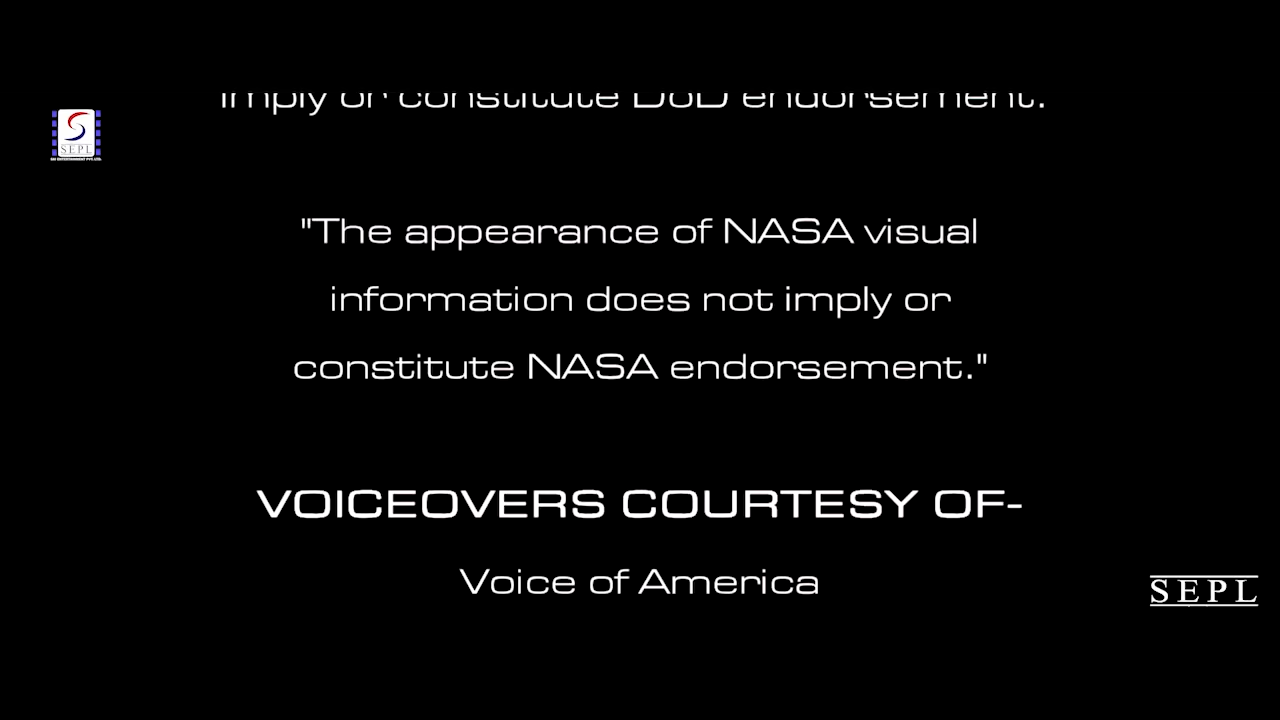 imply or constitute DoD endorsement.
S
SEPL
"The appearance of NASA visual
information does not imply or
constitute NASA endorsement."
VOICEOVERS COURTESY OF-
Voice of America
SEPL